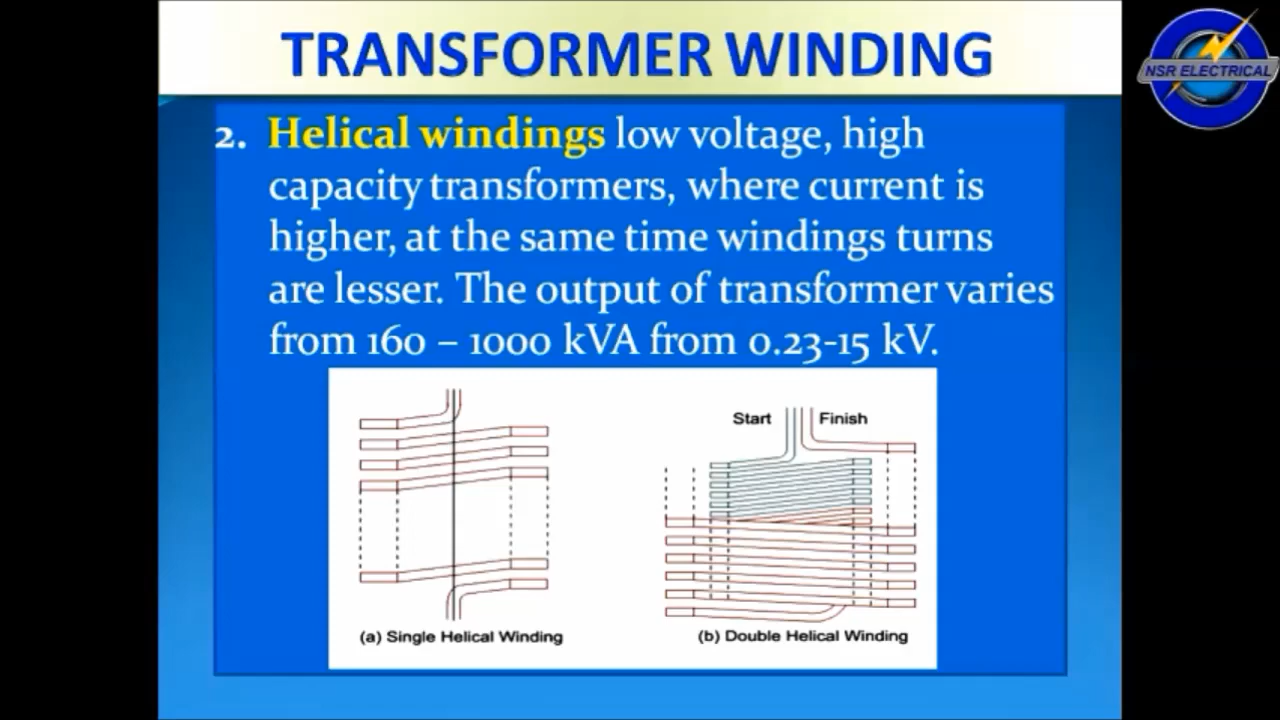 TRANSFORMER WINDING
NSR ELECTRICAL
2. Helical windings low voltage, high
capacity transformers, where current is
higher, at the same time windings turns
are lesser. The output of transformer varies
from 160 – 1000 kVA from 0.23-15 kV.
Start Finish
(a) Single Helical Winding
(b) Double Helical Winding